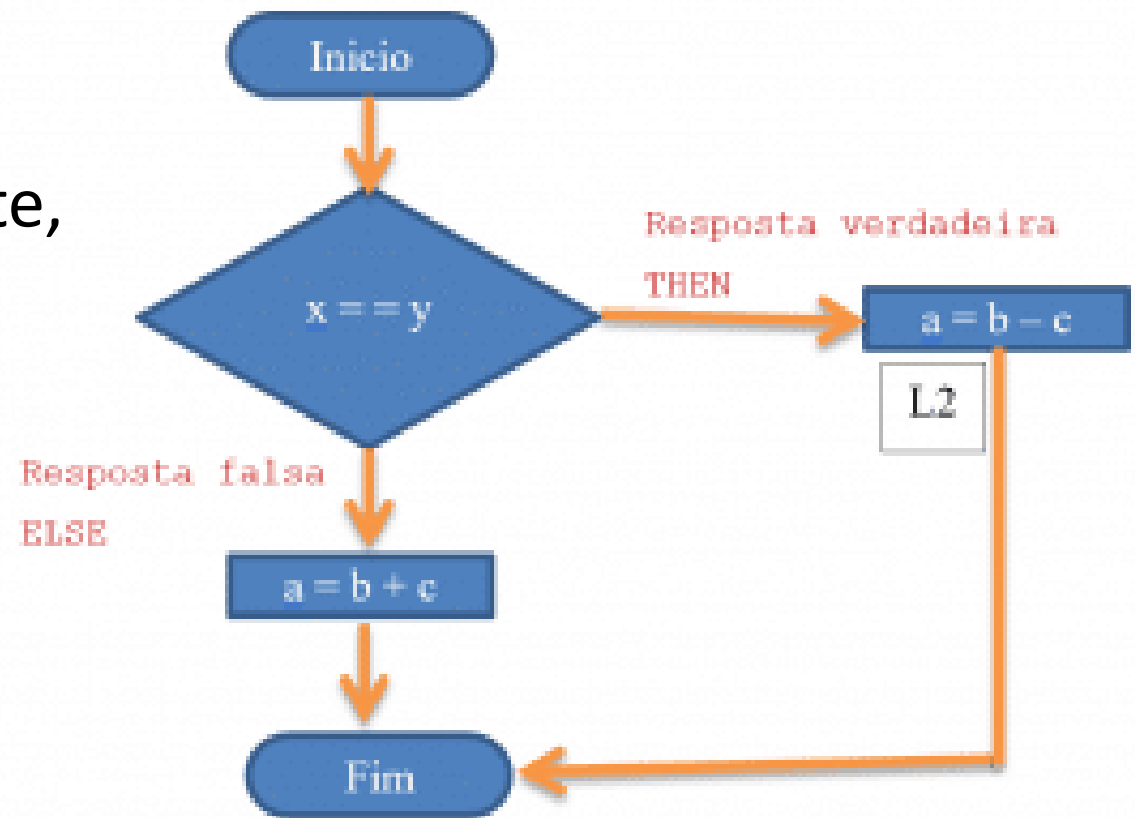 Inicio
te,
Resposta verdadeira
THEN
x = = y
a = b – c
L2
Resposta falsa
ELSE
a = b + c
Fim